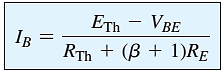 I_B = (E_Th − V_BE) / (R_Th + (β + 1)R_E)